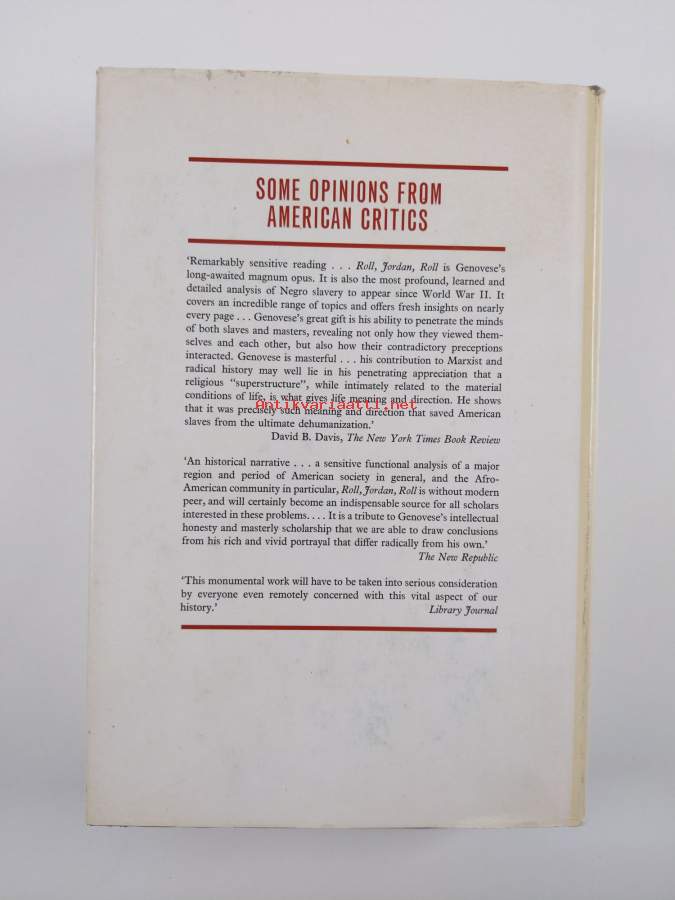 SOME OPINIONS FROM
AMERICAN CRITICS
‘Remarkably sensitive reading . . . Roll, Jordan, Roll is Genovese’s
long-awaited magnum opus. It is also the most profound, learned and
detailed analysis of Negro slavery to appear since World War II. It
covers an incredible range of topics and offers fresh insights on nearly
every page . . . Genovese’s great gift is his ability to penetrate the minds
of both slaves and masters, revealing not only how they viewed them-
selves and each other, but also how their contradictory preceptions
interacted. Genovese is masterful . . . his contribution to Marxist and
radical history may well lie in his penetrating appreciation that a
religious “superstructure”, while intimately related to the material
conditions of life, is what gives life meaning and direction. He shows
Antikvariaatti.net
that it was precisely such meaning and direction that saved American
slaves from the ultimate dehumanization.’
David B. Davis, The New York Times Book Review
‘An historical narrative . . . a sensitive functional analysis of a major
region and period of American society in general, and the Afro-
American community in particular, Roll, Jordan, Roll is without modern
peer, and will certainly become an indispensable source for all scholars
interested in these problems. . . . It is a tribute to Genovese’s intellectual
honesty and masterly scholarship that we are able to draw conclusions
from his rich and vivid portrayal that differ radically from his own.’
The New Republic
‘This monumental work will have to be taken into serious consideration
by everyone even remotely concerned with this vital aspect of our
history.’ Library Journal